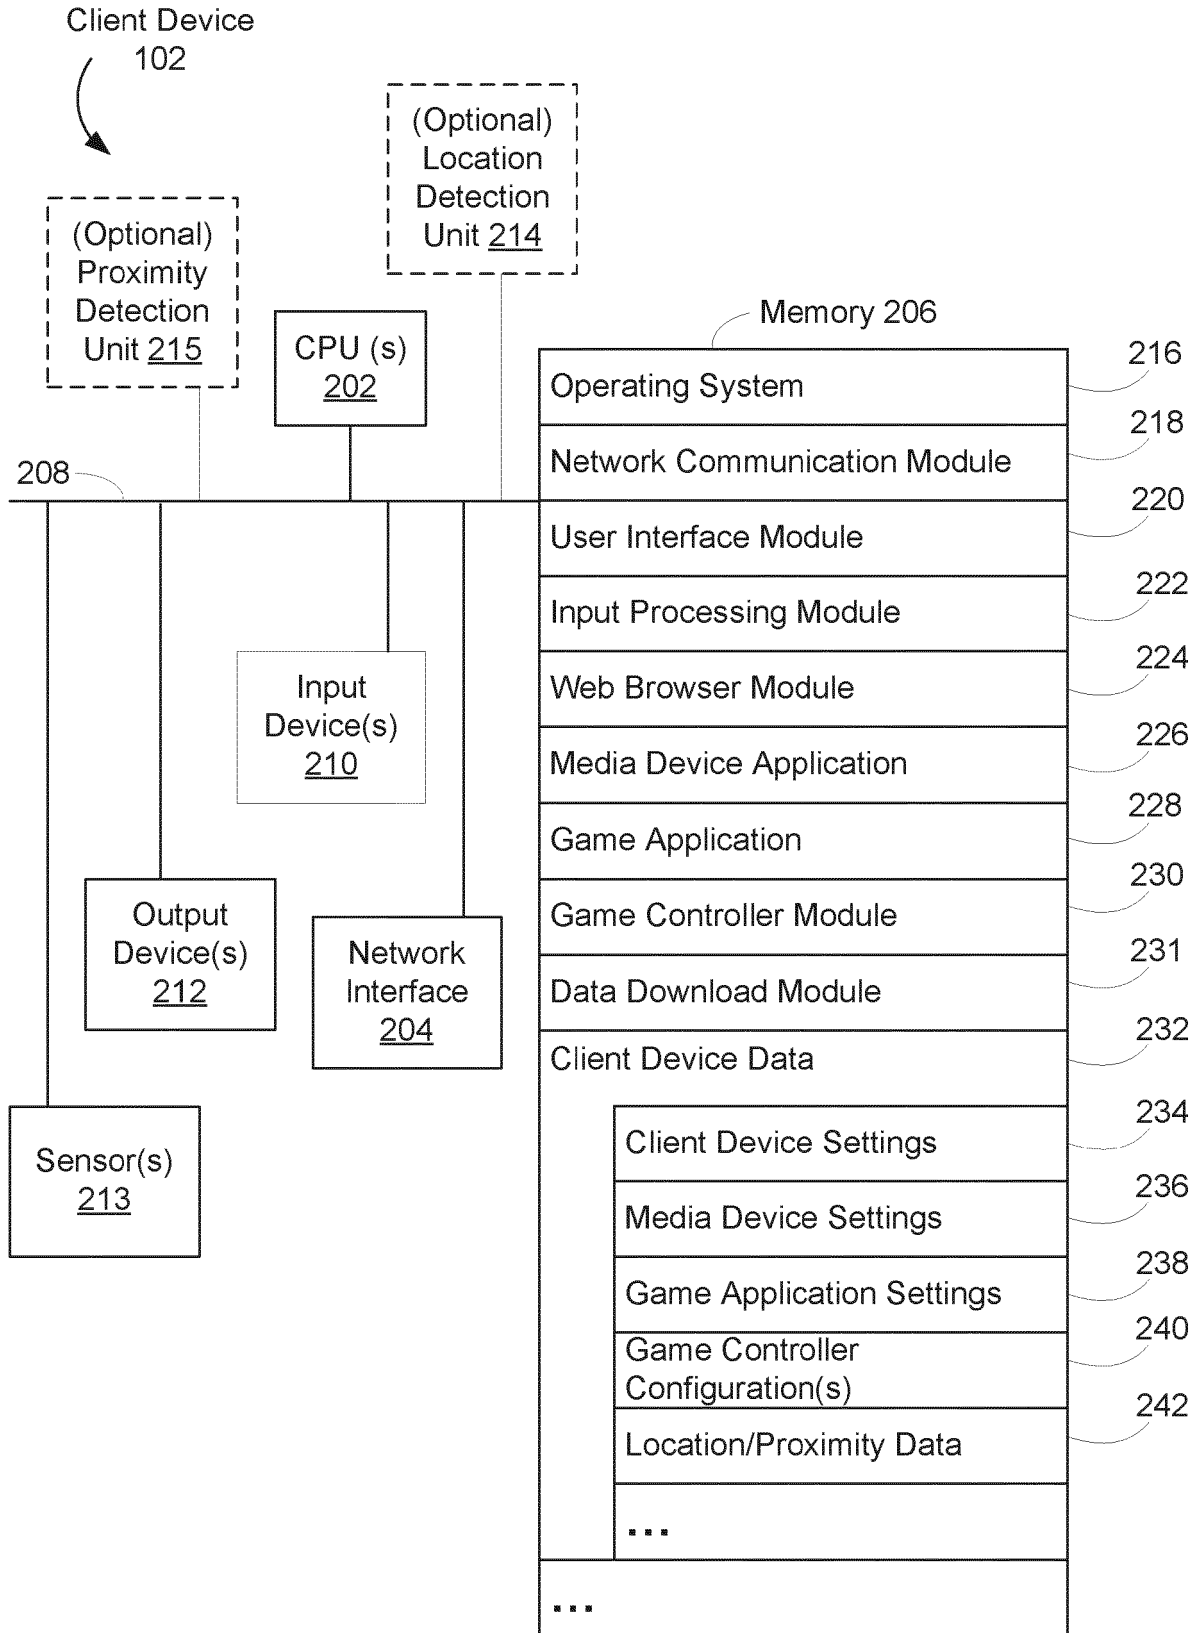 Client Device
102
(Optional)
Location
Detection
Unit 214
(Optional)
Proximity
Detection
Unit 215
CPU (s)
202
208
Input
Device(s)
210
Output
Device(s)
212
Network
Interface
204
Sensor(s)
213
Memory 206
Operating System
216
Network Communication Module
218
User Interface Module
220
Input Processing Module
222
Web Browser Module
224
Media Device Application
226
Game Application
228
Game Controller Module
230
Data Download Module
231
Client Device Data
232
Client Device Settings
234
Media Device Settings
236
Game Application Settings
238
Game Controller
Configuration(s)
240
Location/Proximity Data
242
...
...